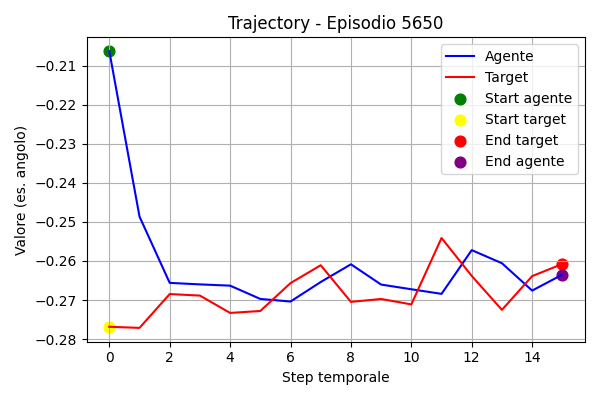 Trajectory - Episodio 5650
Agente
Target
Start agente
Start target
End target
End agente
Valore (es. angolo)
−0.21
−0.22
−0.23
−0.24
−0.25
−0.26
−0.27
−0.28
0 2 4 6 8 10 12 14
Step temporale